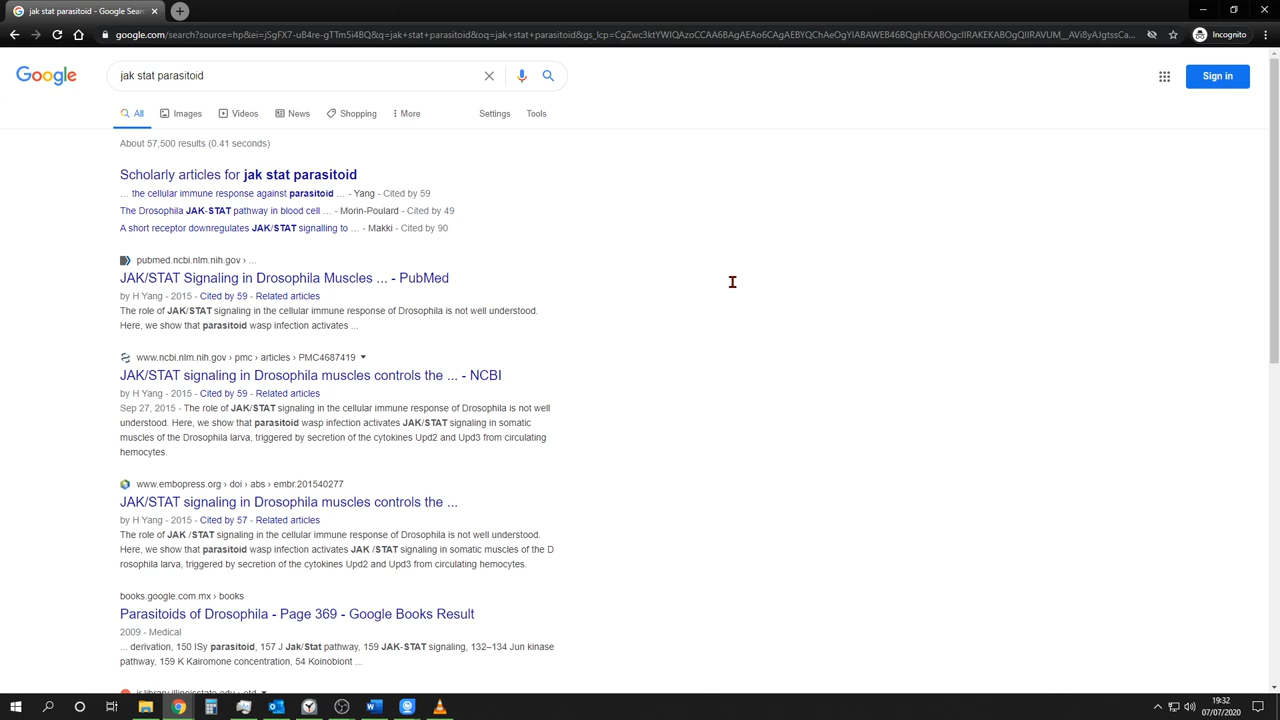 jak stat parasitoid - Google Sear
google.com/search?source=hp&ei=jSgFX7-uB4re-gTTm5i4BQ&q=jak+stat+parasitoid&oq=jak+stat+parasitoid&gs_lcp=
Incognito
Google
jak stat parasitoid
Sign in
All Images Videos News Shopping More Settings Tools
About 57,500 results (0.41 seconds)
Scholarly articles for jak stat parasitoid
... the cellular immune response against parasitoid ... - Yang - Cited by 59
The Drosophila JAK-STAT pathway in blood cell ... - Morin-Poulard - Cited by 49
A short receptor downregulates JAK/STAT signalling to ... - Makki - Cited by 90
pubmed.ncbi.nlm.nih.gov › ...
JAK/STAT Signaling in Drosophila Muscles ... - PubMed
by H Yang - 2015 - Cited by 59 - Related articles
The role of JAK/STAT signaling in the cellular immune response of Drosophila is not well understood.
Here, we show that parasitoid wasp infection activates ...
www.ncbi.nlm.nih.gov › pmc › articles › PMC4687419
JAK/STAT signaling in Drosophila muscles controls the ... - NCBI
by H Yang - 2015 - Cited by 59 - Related articles
Sep 27, 2015 - The role of JAK/STAT signaling in the cellular immune response of Drosophila is not well
understood. Here, we show that parasitoid wasp infection activates JAK/STAT signaling in somatic
muscles of the Drosophila larva, triggered by secretion of the cytokines Upd2 and Upd3 from circulating
hemocytes.
www.embopress.org › doi › abs › embr.201540277
JAK/STAT signaling in Drosophila muscles controls the ...
by H Yang - 2015 - Cited by 57 - Related articles
The role of JAK /STAT signaling in the cellular immune response of Drosophila is not well understood.
Here, we show that parasitoid wasp infection activates JAK /STAT signaling in somatic muscles of the D
rosophila larva, triggered by secretion of the cytokines Upd2 and Upd3 from circulating hemocytes.
books.google.com.mx › books
Parasitoids of Drosophila - Page 369 - Google Books Result
2009 - Medical
... derivation, 150 ISy parasitoid, 157 J Jak/Stat pathway, 159 JAK-STAT signaling, 132–134 Jun kinase
pathway, 159 K Kairomone concentration, 54 Koinobiont ...
ir.library.illinoisstate.edu › etd
19:32
07/07/2020